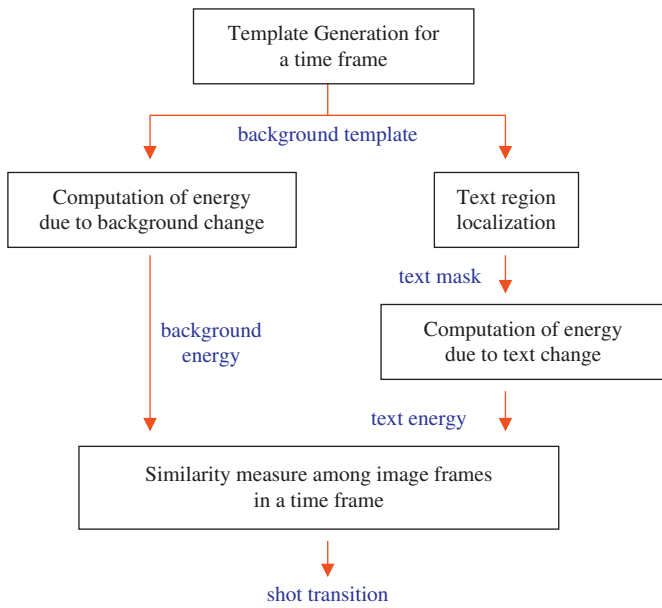 Template Generation for
a time frame
background template
Computation of energy
due to background change
Text region
localization
text mask
background
energy
Computation of energy
due to text change
text energy
Similarity measure among image frames
in a time frame
shot transition